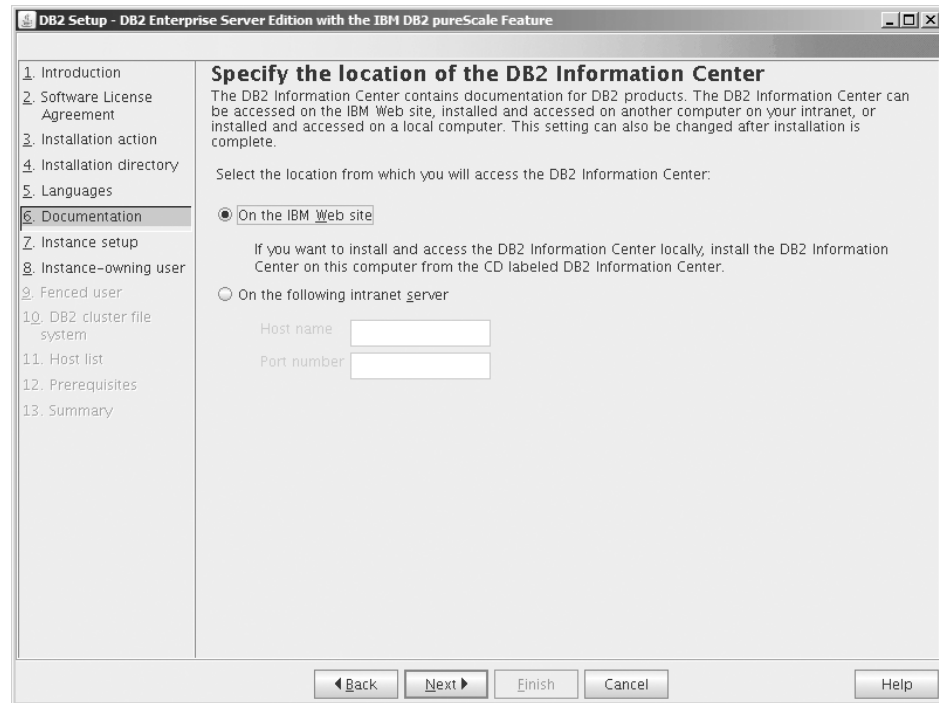 DB2 Setup - DB2 Enterprise Server Edition with the IBM DB2 pureScale Feature
1. Introduction
2. Software License
Agreement
3. Installation action
4. Installation directory
5. Languages
6. Documentation
7. Instance setup
8. Instance-owning user
9. Fenced user
10. DB2 cluster file
system
11. Host list
12. Prerequisites
13. Summary
Specify the location of the DB2 Information Center
The DB2 Information Center contains documentation for DB2 products. The DB2 Information Center can
be accessed on the IBM Web site, installed and accessed on another computer on your intranet, or
installed and accessed on a local computer. This setting can also be changed after installation is
complete.
Select the location from which you will access the DB2 Information Center:
On the IBM Web site
If you want to install and access the DB2 Information Center locally, install the DB2 Information
Center on this computer from the CD labeled DB2 Information Center.
On the following intranet server
Host name
Port number
Back
Next
Finish
Cancel
Help